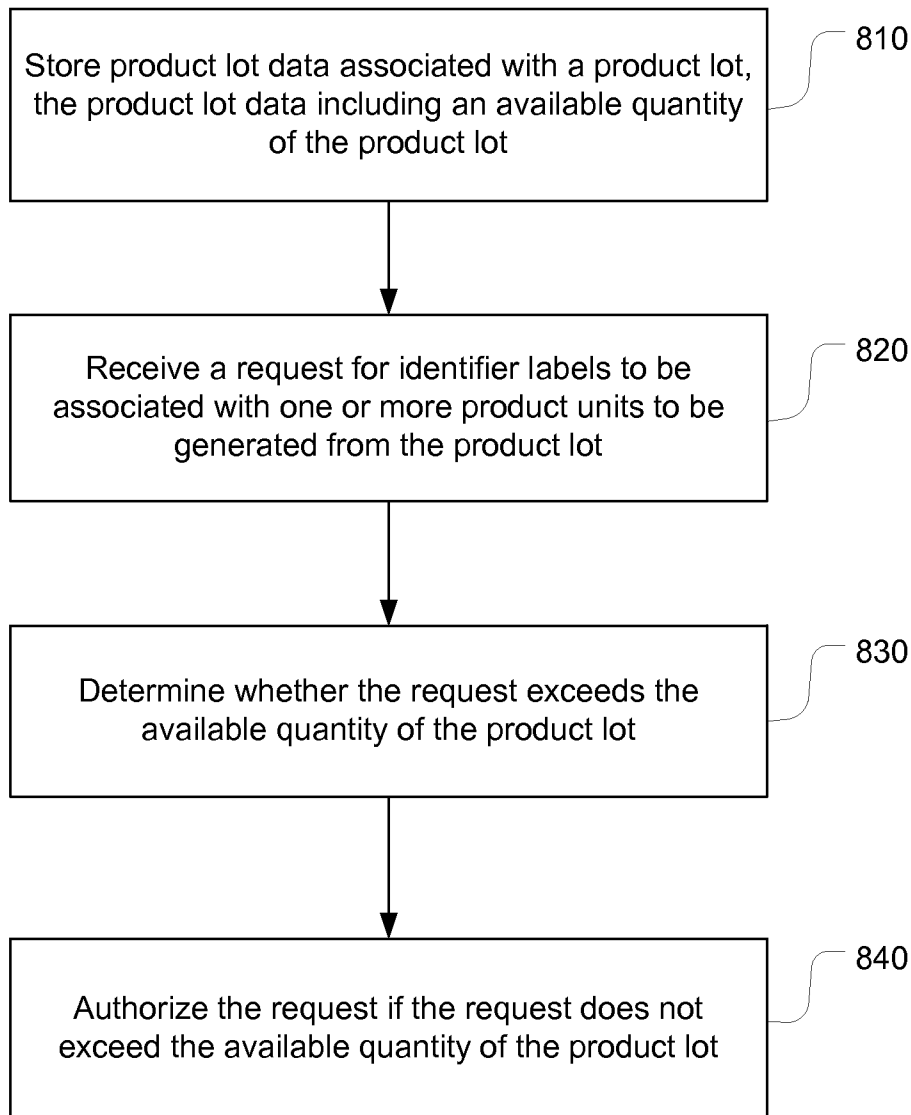 Store product lot data associated with a product lot,
the product lot data including an available quantity
of the product lot
810
Receive a request for identifier labels to be
associated with one or more product units to be
generated from the product lot
820
Determine whether the request exceeds the
available quantity of the product lot
830
Authorize the request if the request does not
exceed the available quantity of the product lot
840